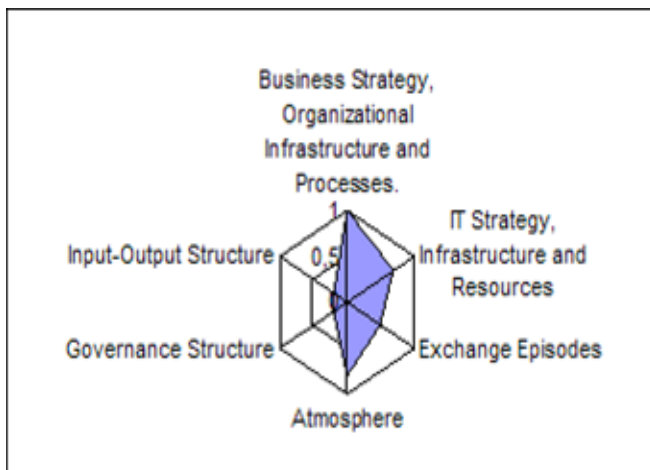 Business Strategy,
Organizational
Infrastructure and
Processes.
1
IT Strategy,
Infrastructure and
Resources
Input-Output Structure
0,5
Governance Structure
Exchange Episodes
Atmosphere